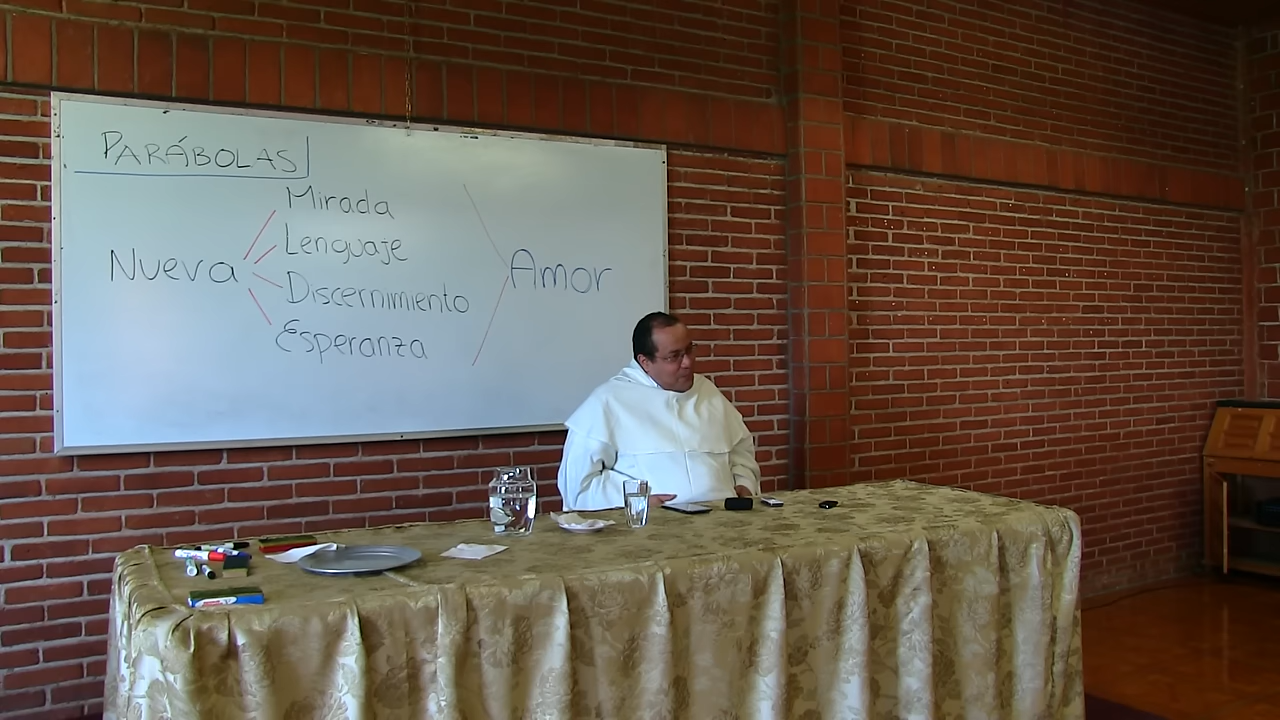 PARÁBOLAS
Nueva
Mirada
Lenguaje
Discernimiento
Esperanza
Amor